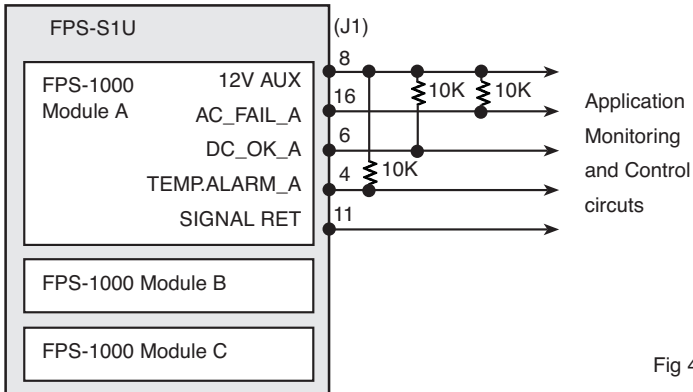 FPS-S1U
(J1)
8
FPS-1000
Module A
12V AUX
10K
10K
16
AC_FAIL_A
6
DC_OK_A
10K
4
TEMP.ALARM_A
11
SIGNAL RET
Application
Monitoring
and Control
circuts
FPS-1000 Module B
FPS-1000 Module C
Fig 4